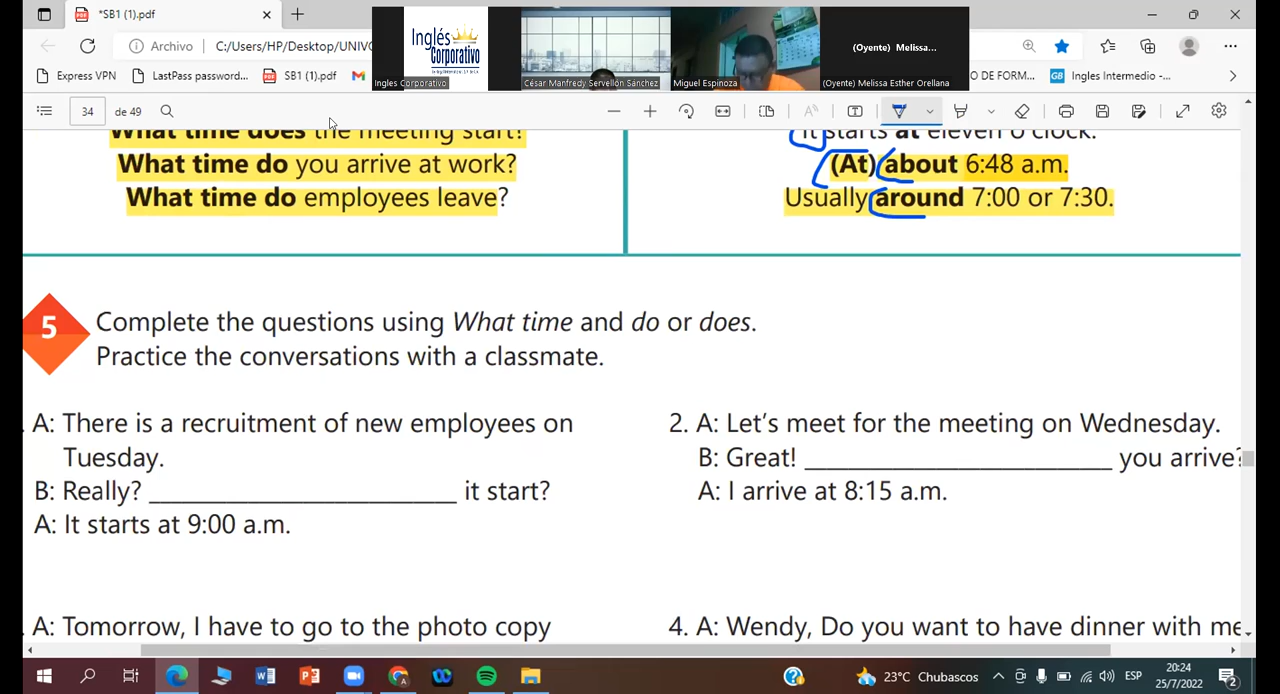 *SB1 (1).pdf
Archivo
C:/Users/HP/Desktop/UNIVO
Express VPN
LastPass password...
SB1 (1).pdf
DO DE FORM...
GB Ingles Intermedio -...
Inglés
Corporativo
Ingles Corporativo
César Manfredy Servellón Sánchez
Miguel Espinoza
(Oyente) Melissa...
(Oyente) Melissa Esther Orellana
34 de 49
What time does the meeting start?
What time do you arrive at work?
What time do employees leave?
It starts at eleven o'clock.
(At) about 6:48 a.m.
Usually around 7:00 or 7:30.
5
Complete the questions using What time and do or does.
Practice the conversations with a classmate.
A: There is a recruitment of new employees on
Tuesday.
B: Really? ____________________________ it start?
A: It starts at 9:00 a.m.
2. A: Let's meet for the meeting on Wednesday.
B: Great! ____________________________ you arrive?
A: I arrive at 8:15 a.m.
A: Tomorrow, I have to go to the photo copy
4. A: Wendy, Do you want to have dinner with me
23°C Chubascos
ESP
20:24
25/7/2022
2